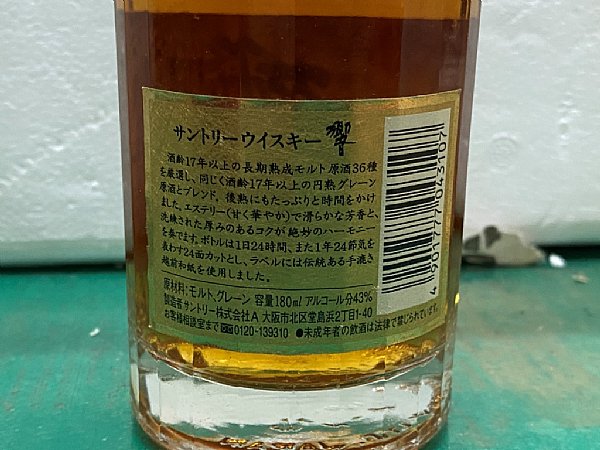 サントリーウイスキー 響
酒齢17年以上の長期熟成モルト原酒36種
を厳選し、同じく酒齢17年以上の円熟グレーン
原酒とブレンド。後熟にもたっぷりと時間をかけ
ました。エステリー(甘く華やか)で滑らかな芳香と、
洗練された厚みのあるコクが絶妙のハーモニー
を奏でます。ボトルは1日24時間、また1年24節気を
表わす24面カットとし、ラベルには伝統ある手漉き
越前和紙を使用しました。
原材料:モルト、グレーン 容量180ml アルコール分43%
製造者サントリー株式会社A 大阪市北区堂島浜2丁目1-40
お客様相談室まで 0120-139310 ●未成年者の飲酒は法律で禁じられています。
4 901777 043107